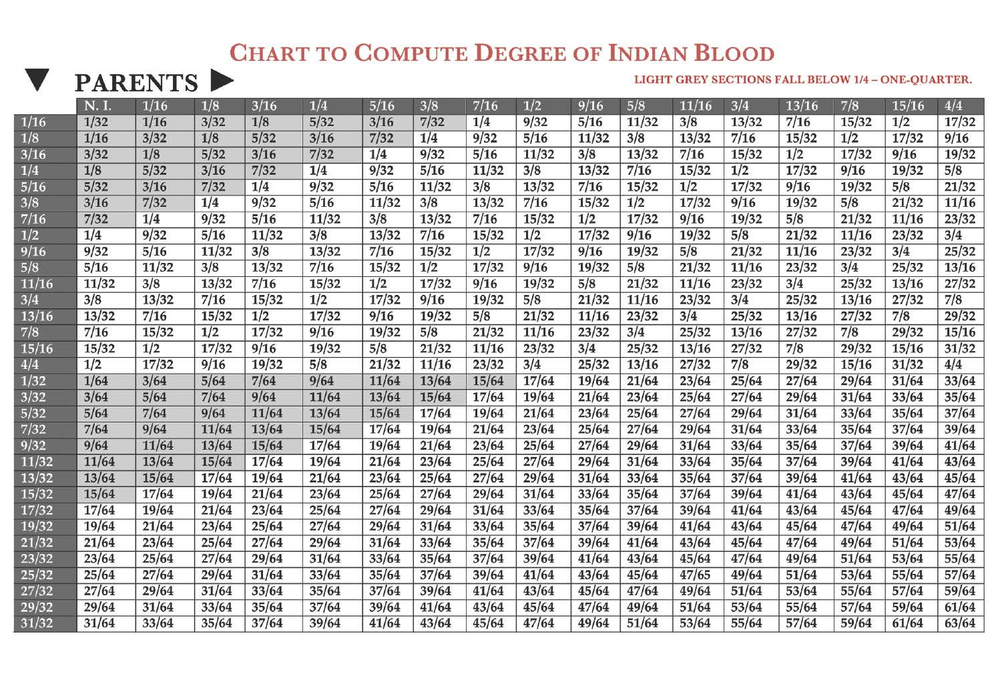 CHART TO COMPUTE DEGREE OF INDIAN BLOOD
PARENTS
LIGHT GREY SECTIONS FALL BELOW 1/4 – ONE-QUARTER.
N. I. 1/16 1/8 3/16 1/4 5/16 3/8 7/16 1/2 9/16 5/8 11/16 3/4 13/16 7/8 15/16 4/4
1/16 1/32 1/16 3/32 1/8 5/32 3/16 7/32 1/4 9/32 5/16 11/32 3/8 13/32 7/16 15/32 1/2 17/32
1/8 1/16 3/32 1/8 5/32 3/16 7/32 1/4 9/32 5/16 11/32 3/8 13/32 7/16 15/32 1/2 17/32 9/16
3/16 3/32 1/8 5/32 3/16 7/32 1/4 9/32 5/16 11/32 3/8 13/32 7/16 15/32 1/2 17/32 9/16 19/32
1/4 1/8 5/32 3/16 7/32 1/4 9/32 5/16 11/32 3/8 13/32 7/16 15/32 1/2 17/32 9/16 19/32 5/8
5/16 5/32 3/16 7/32 1/4 9/32 5/16 11/32 3/8 13/32 7/16 15/32 1/2 17/32 9/16 19/32 5/8 21/32
3/8 3/16 7/32 1/4 9/32 5/16 11/32 3/8 13/32 7/16 15/32 1/2 17/32 9/16 19/32 5/8 21/32 11/16
7/16 7/32 1/4 9/32 5/16 11/32 3/8 13/32 7/16 15/32 1/2 17/32 9/16 19/32 5/8 21/32 11/16 23/32
1/2 1/4 9/32 5/16 11/32 3/8 13/32 7/16 15/32 1/2 17/32 9/16 19/32 5/8 21/32 11/16 23/32 3/4
9/16 9/32 5/16 11/32 3/8 13/32 7/16 15/32 1/2 17/32 9/16 19/32 5/8 21/32 11/16 23/32 3/4 25/32
5/8 5/16 11/32 3/8 13/32 7/16 15/32 1/2 17/32 9/16 19/32 5/8 21/32 11/16 23/32 3/4 25/32 13/16
11/16 11/32 3/8 13/32 7/16 15/32 1/2 17/32 9/16 19/32 5/8 21/32 11/16 23/32 3/4 25/32 13/16 27/32
3/4 3/8 13/32 7/16 15/32 1/2 17/32 9/16 19/32 5/8 21/32 11/16 23/32 3/4 25/32 13/16 27/32 7/8
13/16 13/32 7/16 15/32 1/2 17/32 9/16 19/32 5/8 21/32 11/16 23/32 3/4 25/32 13/16 27/32 7/8 29/32
7/8 7/16 15/32 1/2 17/32 9/16 19/32 5/8 21/32 11/16 23/32 3/4 25/32 13/16 27/32 7/8 29/32 15/16
15/16 15/32 1/2 17/32 9/16 19/32 5/8 21/32 11/16 23/32 3/4 25/32 13/16 27/32 7/8 29/32 15/16 31/32
4/4 1/2 17/32 9/16 19/32 5/8 21/32 11/16 23/32 3/4 25/32 13/16 27/32 7/8 29/32 15/16 31/32 4/4
1/32 1/64 3/64 5/64 7/64 9/64 11/64 13/64 15/64 17/64 19/64 21/64 23/64 25/64 27/64 29/64 31/64 33/64
3/32 3/64 5/64 7/64 9/64 11/64 13/64 15/64 17/64 19/64 21/64 23/64 25/64 27/64 29/64 31/64 33/64 35/64
5/32 5/64 7/64 9/64 11/64 13/64 15/64 17/64 19/64 21/64 23/64 25/64 27/64 29/64 31/64 33/64 35/64 37/64
7/32 7/64 9/64 11/64 13/64 15/64 17/64 19/64 21/64 23/64 25/64 27/64 29/64 31/64 33/64 35/64 37/64 39/64
9/32 9/64 11/64 13/64 15/64 17/64 19/64 21/64 23/64 25/64 27/64 29/64 31/64 33/64 35/64 37/64 39/64 41/64
11/32 11/64 13/64 15/64 17/64 19/64 21/64 23/64 25/64 27/64 29/64 31/64 33/64 35/64 37/64 39/64 41/64 43/64
13/32 13/64 15/64 17/64 19/64 21/64 23/64 25/64 27/64 29/64 31/64 33/64 35/64 37/64 39/64 41/64 43/64 45/64
15/32 15/64 17/64 19/64 21/64 23/64 25/64 27/64 29/64 31/64 33/64 35/64 37/64 39/64 41/64 43/64 45/64 47/64
17/32 17/64 19/64 21/64 23/64 25/64 27/64 29/64 31/64 33/64 35/64 37/64 39/64 41/64 43/64 45/64 47/64 49/64
19/32 19/64 21/64 23/64 25/64 27/64 29/64 31/64 33/64 35/64 37/64 39/64 41/64 43/64 45/64 47/64 49/64 51/64
21/32 21/64 23/64 25/64 27/64 29/64 31/64 33/64 35/64 37/64 39/64 41/64 43/64 45/64 47/64 49/64 51/64 53/64
23/32 23/64 25/64 27/64 29/64 31/64 33/64 35/64 37/64 39/64 41/64 43/64 45/64 47/64 49/64 51/64 53/64 55/64
25/32 25/64 27/64 29/64 31/64 33/64 35/64 37/64 39/64 41/64 43/64 45/64 47/65 49/64 51/64 53/64 55/64 57/64
27/32 27/64 29/64 31/64 33/64 35/64 37/64 39/64 41/64 43/64 45/64 47/64 49/64 51/64 53/64 55/64 57/64 59/64
29/32 29/64 31/64 33/64 35/64 37/64 39/64 41/64 43/64 45/64 47/64 49/64 51/64 53/64 55/64 57/64 59/64 61/64
31/32 31/64 33/64 35/64 37/64 39/64 41/64 43/64 45/64 47/64 49/64 51/64 53/64 55/64 57/64 59/64 61/64 63/64